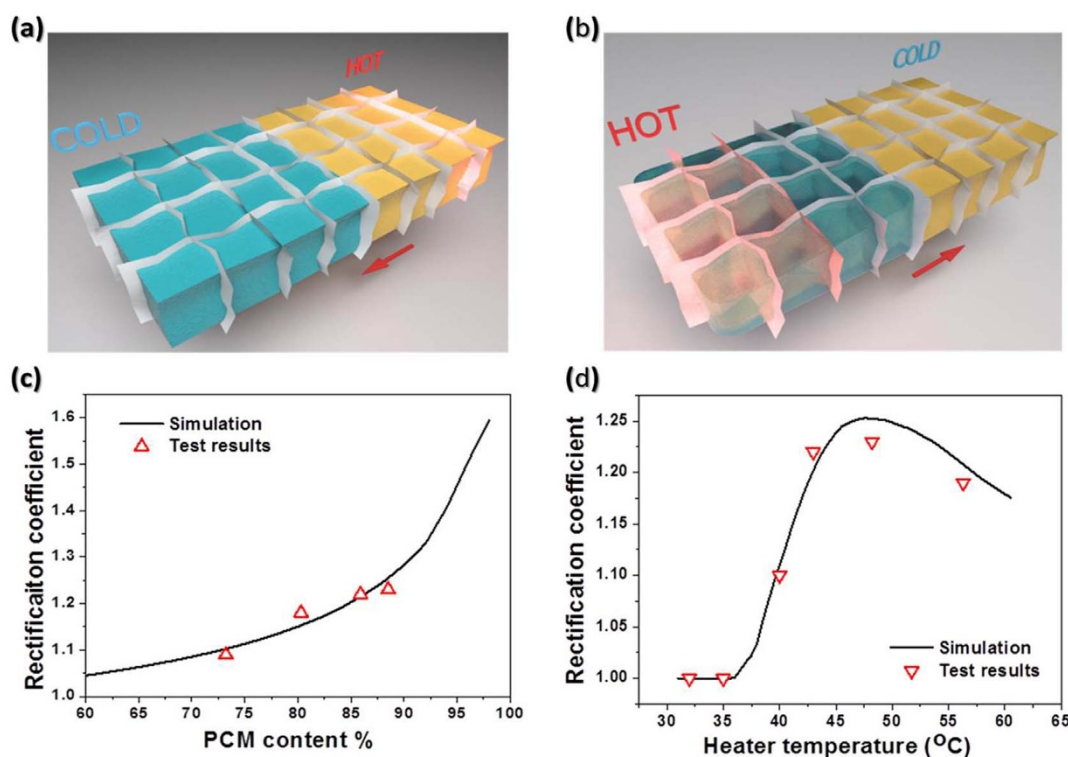 (a)
COLD
HOT
(b)
HOT
COLD
(c)
Rectificaiton coefficient
1.6
1.5
1.4
1.3
1.2
1.1
1.0
Simulation
Test results
60 65 70 75 80 85 90 95 100
PCM content %
(d)
Rectification coefficient
1.25
1.20
1.15
1.10
1.05
1.00
Simulation
Test results
30 35 40 45 50 55 60 65
Heater temperature (°C)